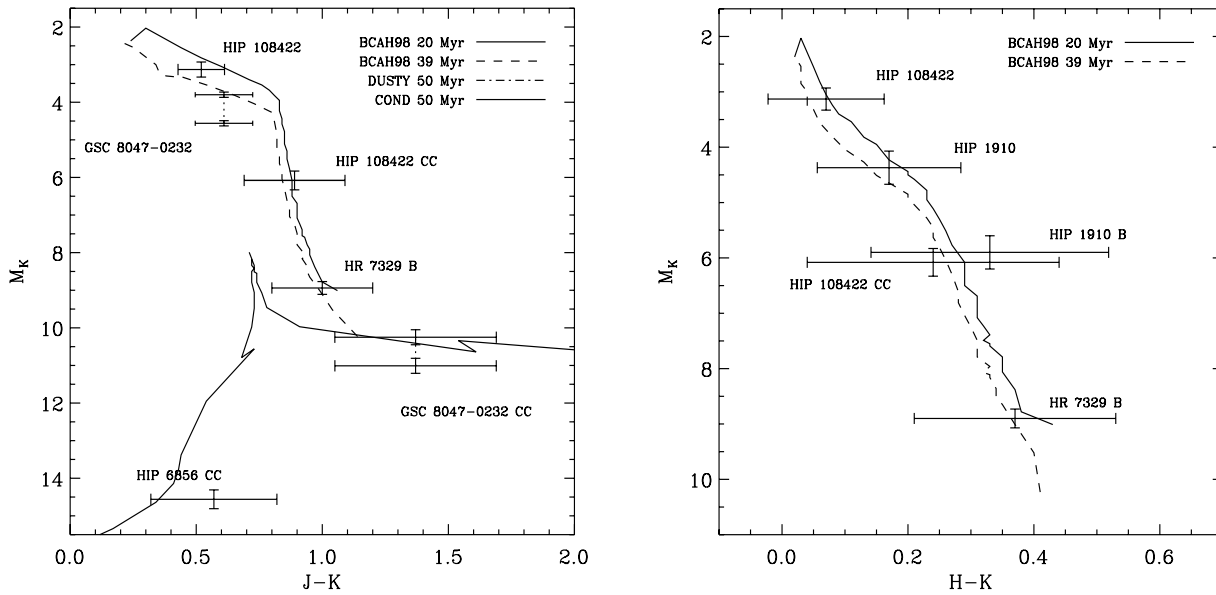 2
4
6
8
10
12
14
M_K
0.0
0.5
1.0
1.5
2.0
J−K
HIP 108422
BCAH98 20 Myr
BCAH98 39 Myr
DUSTY 50 Myr
COND 50 Myr
GSC 8047-0232
HIP 108422 CC
HR 7329 B
GSC 8047-0232 CC
HIP 6856 CC
2
4
6
8
10
M_K
0.0
0.2
0.4
0.6
H−K
BCAH98 20 Myr
BCAH98 39 Myr
HIP 108422
HIP 1910
HIP 1910 B
HIP 108422 CC
HR 7329 B